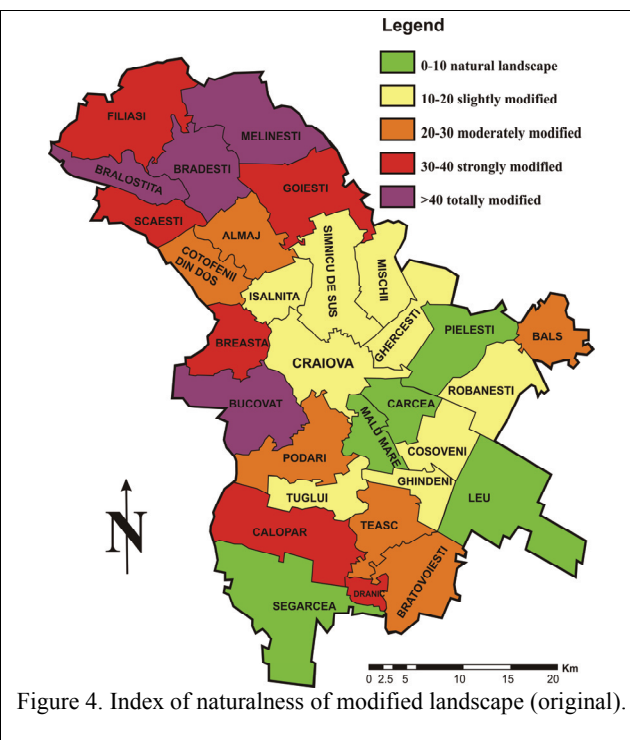 Legend
0-10 natural landscape
10-20 slightly modified
20-30 moderately modified
30-40 strongly modified
>40 totally modified
FILIASI
MELINESTI
BRADESTI
BRALOSTITA
GOIESTI
SCAESTI
ALMAJ
SIMNICU DE SUS
MISCHII
COTOFENII
DIN DOS
ISALNITA
GHERCESTI
PIELESTI
BALS
BREASTA
CRAIOVA
ROBANESTI
BUCOVAT
CARCEA
MALU MARE
COSOVENI
PODARI
GHINDENI
TUGLUI
LEU
TEASC
CALOPAR
BRATOVOIESTI
DRANIC
SEGARCEA
N
0 2.5 5 10 15 20 Km
Figure 4. Index of naturalness of modified landscape (original).